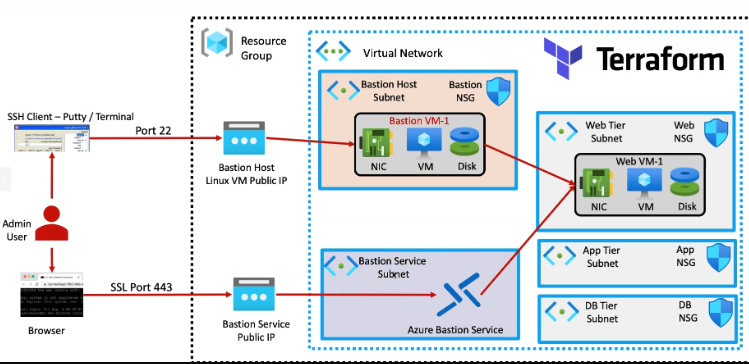 Resource
Group
Virtual Network
Terraform
SSH Client – Putty / Terminal
Port 22
Bastion Host
Linux VM Public IP
Bastion Host
Subnet
Bastion
NSG
Bastion VM-1
NIC
VM
Disk
Web Tier
Subnet
Web
NSG
Web VM-1
NIC
VM
Disk
Admin
User
SSL Port 443
Browser
Bastion Service
Public IP
Bastion Service
Subnet
Azure Bastion Service
App Tier
Subnet
App
NSG
DB Tier
Subnet
DB
NSG